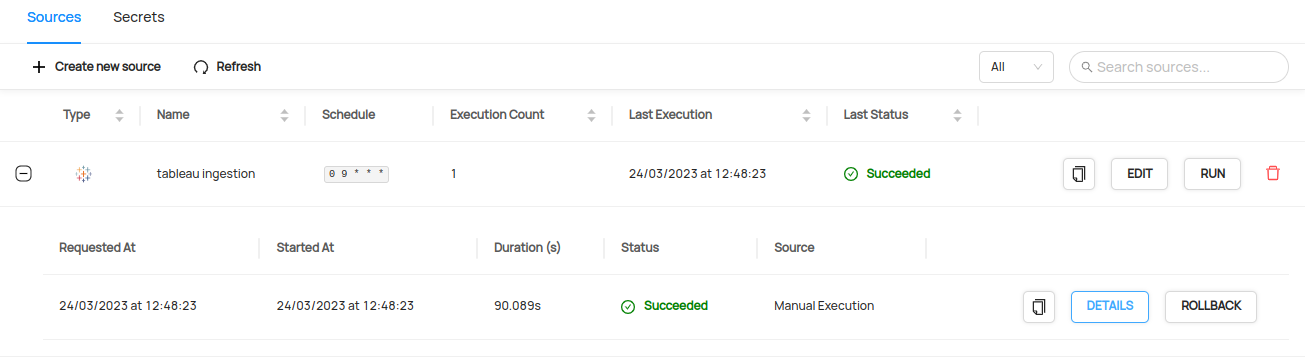 Sources Secrets
Create new source Refresh All Search sources...
Type Name Schedule Execution Count Last Execution Last Status
tableau ingestion 0 9 * * * 1 24/03/2023 at 12:48:23 Succeeded EDIT RUN
Requested At Started At Duration (s) Status Source
24/03/2023 at 12:48:23 24/03/2023 at 12:48:23 90.089s Succeeded Manual Execution DETAILS ROLLBACK